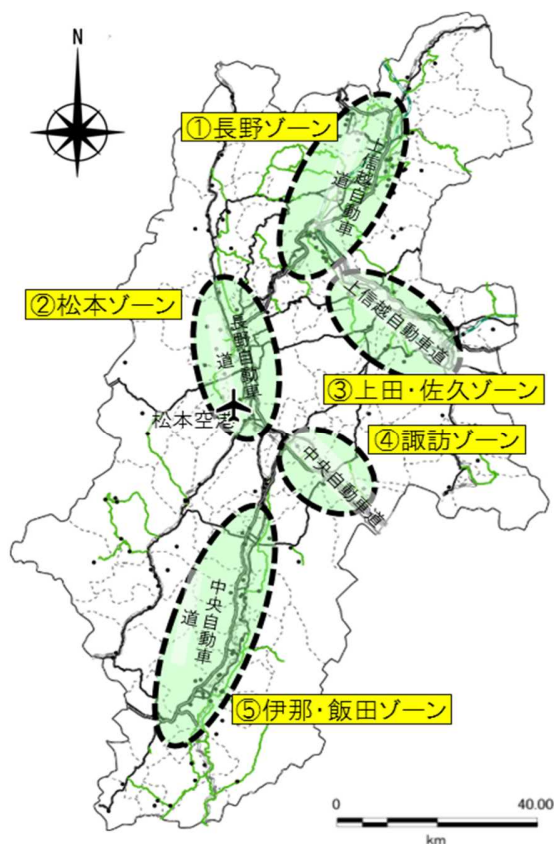 N
①長野ゾーン
上信越自動車道
②松本ゾーン
長野自動車道
上信越自動車道
③上田・佐久ゾーン
松本空港
④諏訪ゾーン
中央自動車道
中央自動車道
⑤伊那・飯田ゾーン
0 40.00
km